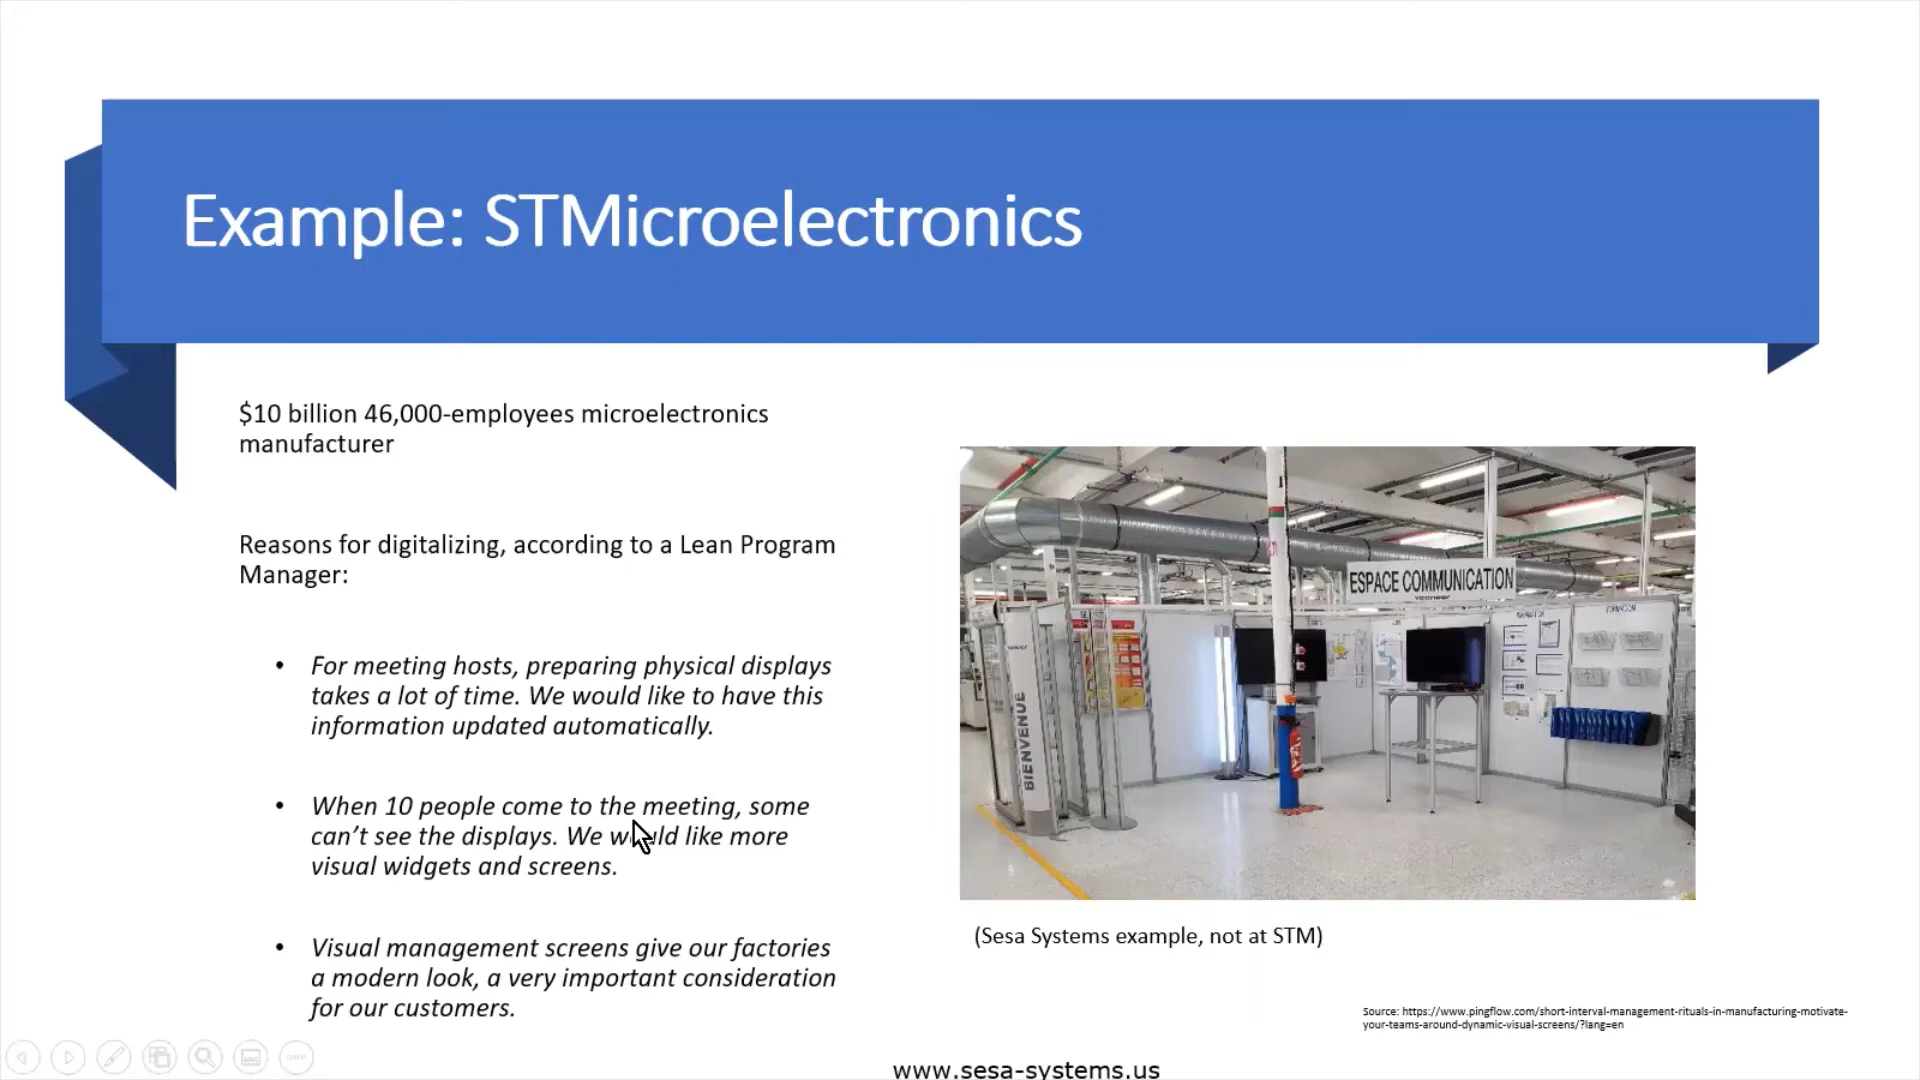 Example: STMicroelectronics
$10 billion 46,000-employees microelectronics
manufacturer
Reasons for digitalizing, according to a Lean Program
Manager:
• For meeting hosts, preparing physical displays
takes a lot of time. We would like to have this
information updated automatically.
• When 10 people come to the meeting, some
can’t see the displays. We would like more
visual widgets and screens.
• Visual management screens give our factories
a modern look, a very important consideration
for our customers.
ESPACE COMMUNICATION
BIENVENUE
(Sesa Systems example, not at STM)
Source: https://www.pingflow.com/short-interval-management-rituals-in-manufacturing-motivate-
your-teams-around-dynamic-visual-screens/?lang=en
www.sesa-systems.us